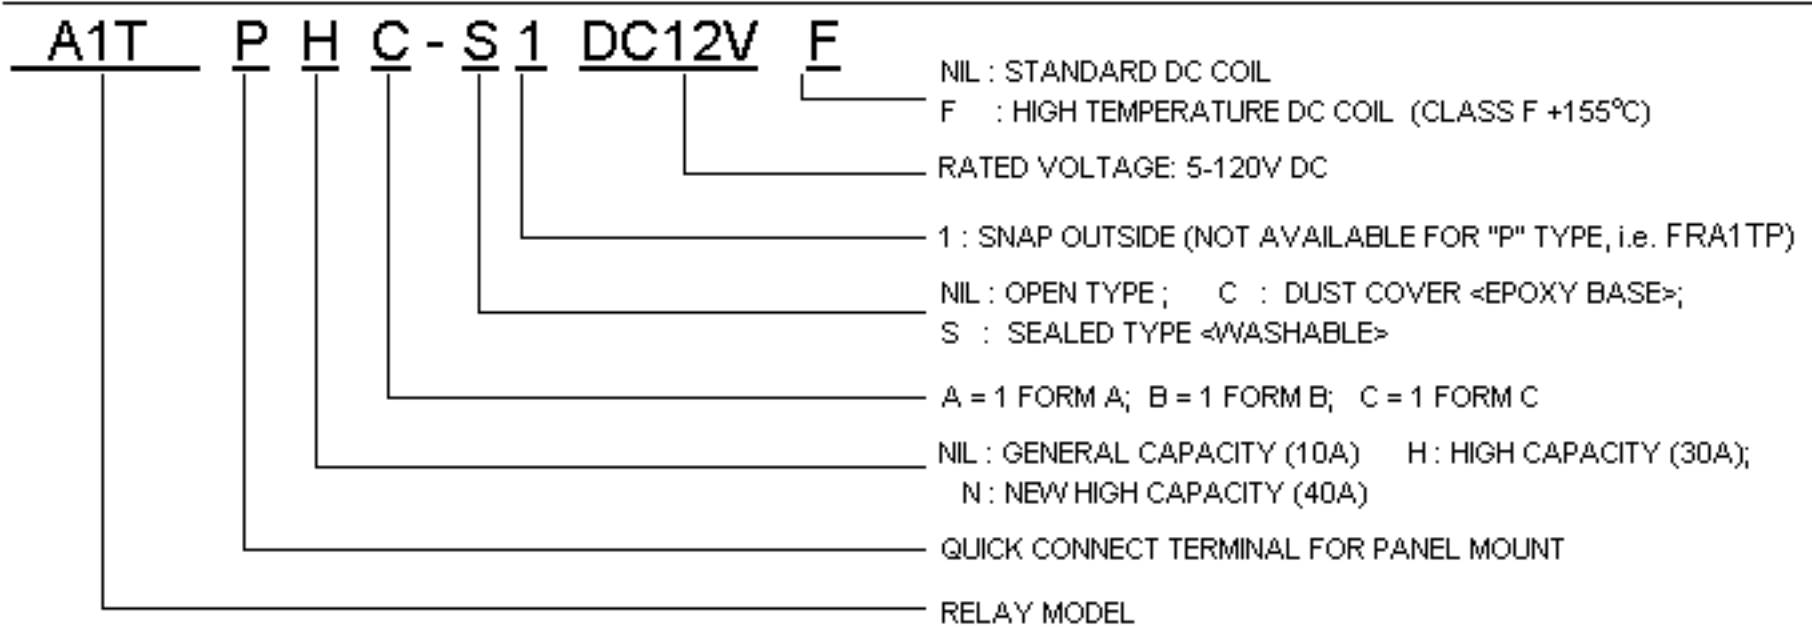 A1T P H C - S 1 DC12V F
NIL : STANDARD DC COIL
F : HIGH TEMPERATURE DC COIL (CLASS F +155°C)
RATED VOLTAGE: 5-120V DC
1 : SNAP OUTSIDE (NOT AVAILABLE FOR "P" TYPE, i.e. FRA1TP)
NIL : OPEN TYPE ; C : DUST COVER <EPOXY BASE>;
S : SEALED TYPE <WASHABLE>
A = 1 FORM A; B = 1 FORM B; C = 1 FORM C
NIL : GENERAL CAPACITY (10A) H : HIGH CAPACITY (30A);
N : NEW HIGH CAPACITY (40A)
QUICK CONNECT TERMINAL FOR PANEL MOUNT
RELAY MODEL